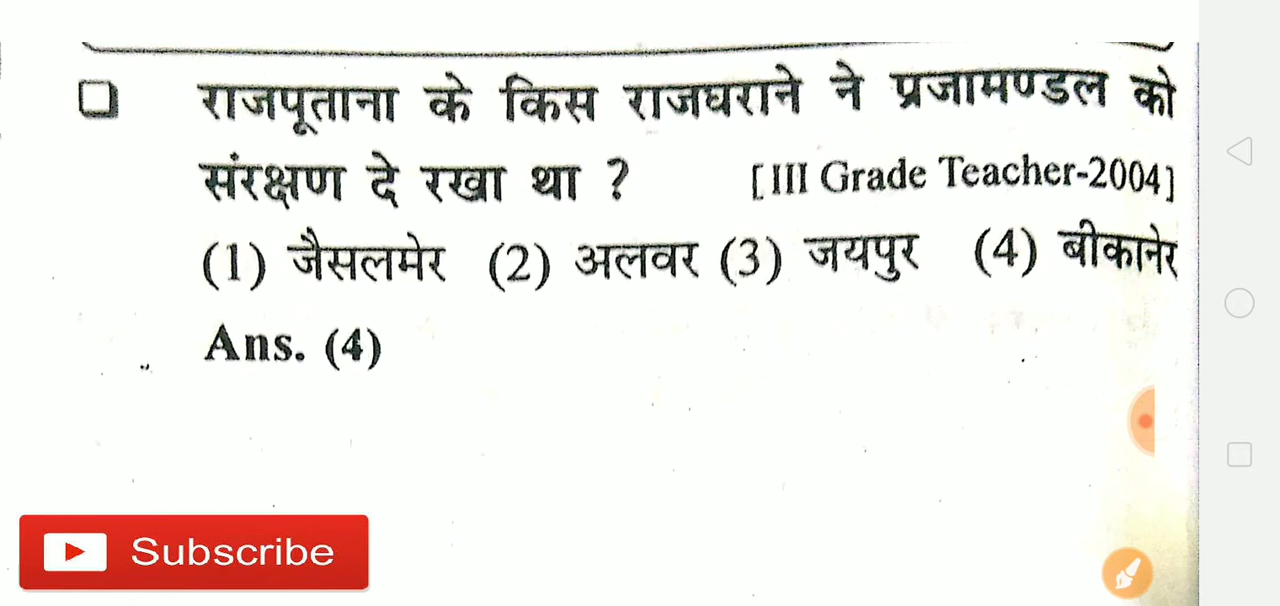 राजपूताना के किस राजघराने ने प्रजामण्डल को
संरक्षण दे रखा था ? [III Grade Teacher-2004]
(1) जैसलमेर (2) अलवर (3) जयपुर (4) बीकानेर
Ans. (4)
Subscribe